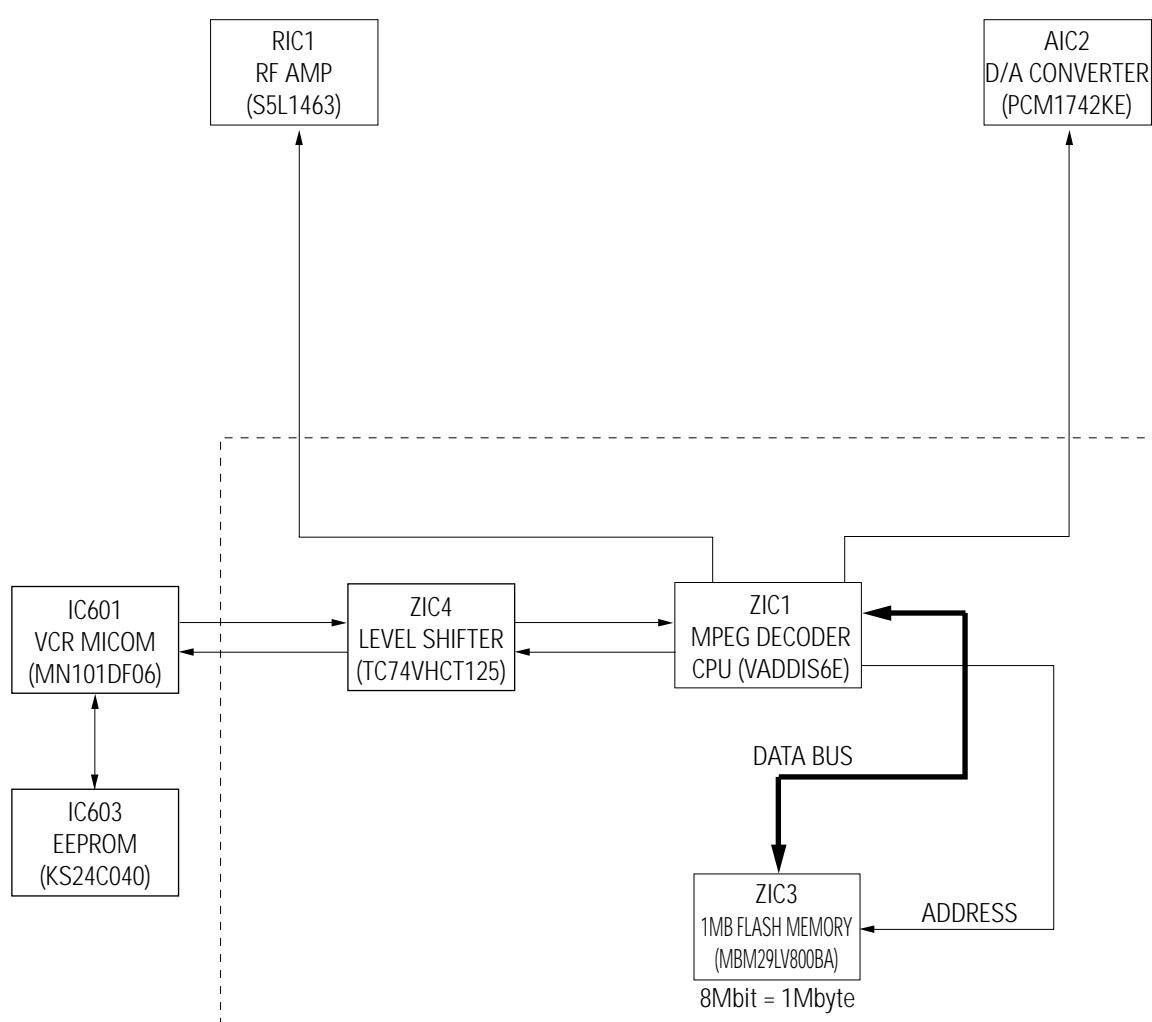 RIC1
RF AMP
(S5L1463)
AIC2
D/A CONVERTER
(PCM1742KE)
IC601
VCR MICOM
(MN101DF06)
ZIC4
LEVEL SHIFTER
(TC74VHCT125)
ZIC1
MPEG DECODER
CPU (VADDIS6E)
DATA BUS
IC603
EEPROM
(KS24C040)
ZIC3
1MB FLASH MEMORY
(MBM29LV800BA)
ADDRESS
8Mbit = 1Mbyte